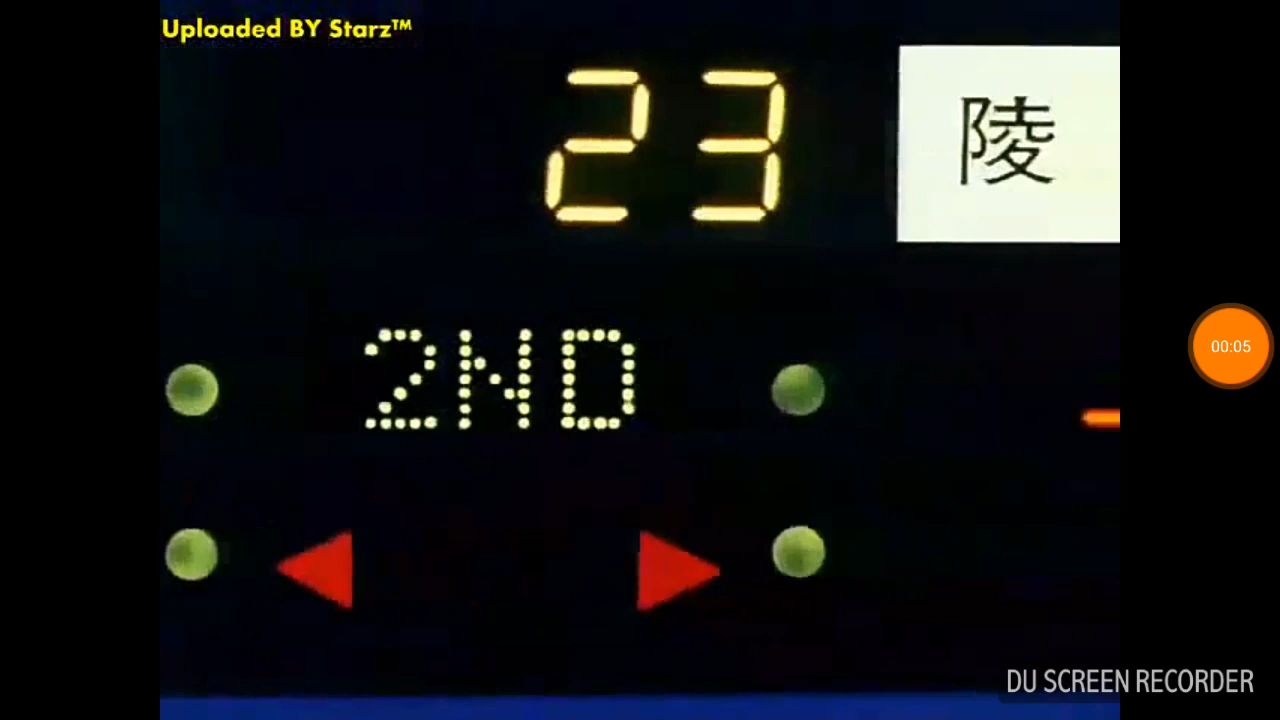 Uploaded BY Starz™
23
陵
2ND
00:05
DU SCREEN RECORDER